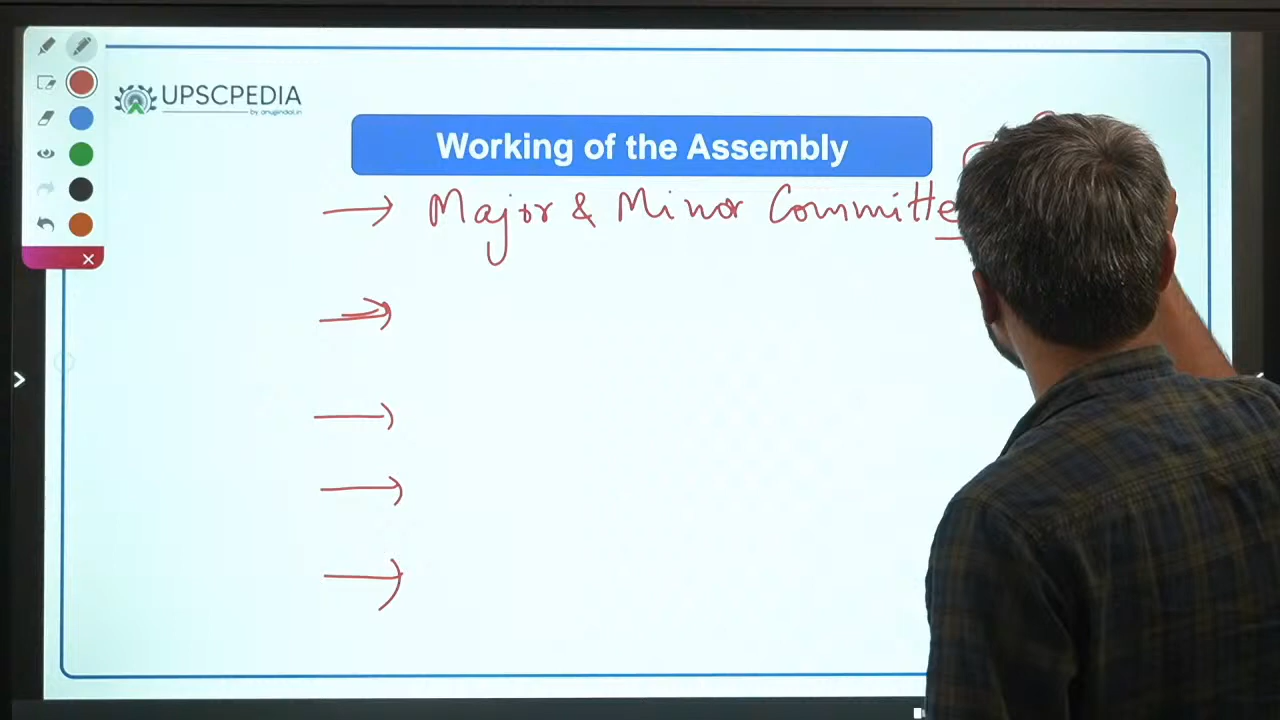 UPSCPEDIA
by anujjindal.in
Working of the Assembly
→ Major & Minor Committe